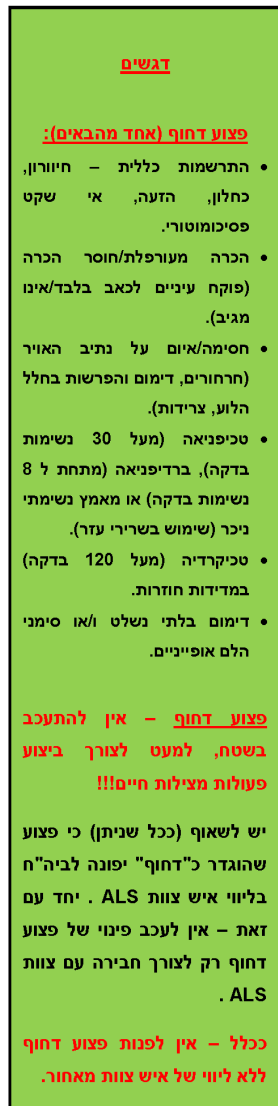 דגשים
פצוע דחוף (אחד מהבאים):
• התרשמות כללית – חיוורון,
כחלון, הזעה, אי שקט
פסיכומוטורי.
• הכרה מעורפלת/חוסר הכרה
(פוקח עיניים לכאב בלבד/אינו
מגיב).
• חסימה/איום על נתיב האויר
(חרחורים, דימום והפרשות בחלל
הלוע, צרידות).
• טכיפניאה (מעל 30 נשימות
בדקה), ברדיפניאה (מתחת ל 8
נשימות בדקה) או מאמץ נשימתי
ניכר (שימוש בשרירי עזר).
• טכיקרדיה (מעל 120 בדקה)
במדידות חוזרות.
• דימום בלתי נשלט ו/או סימני
הלם אופייניים.
פצוע דחוף – אין להתעכב
בשטח, למעט לצורך ביצוע
פעולות מצילות חיים!!!
יש לשאוף (ככל שניתן) כי פצוע
שהוגדר כ"דחוף" יפונה לביה"ח
בליווי איש צוות ALS . יחד עם
זאת – אין לעכב פינוי של פצוע
דחוף רק לצורך חבירה עם צוות
ALS .
ככלל – אין לפנות פצוע דחוף
ללא ליווי של איש צוות מאחור.